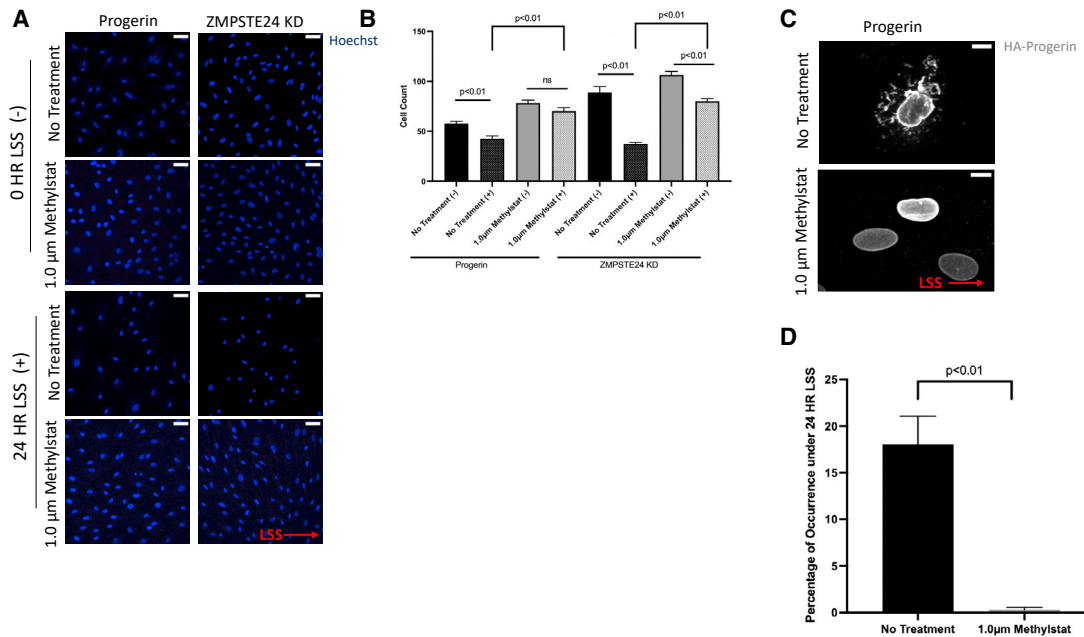 A
Progerin
ZMPSTE24 KD
Hoechst
0 HR LSS (-)
No Treatment
1.0 µm Methylstat
24 HR LSS (+)
No Treatment
1.0 µm Methylstat
LSS
B
p<0.01
p<0.01
p<0.01
ns
p<0.01
p<0.01
Cell Count
150
100
50
0
No Treatment (-)
No Treatment (+)
1.0µm Methylstat (-)
1.0µm Methylstat (+)
No Treatment (-)
No Treatment (+)
1.0µm Methylstat (-)
1.0µm Methylstat (+)
Progerin
ZMPSTE24 KD
C
Progerin
HA-Progerin
No Treatment
1.0 µm Methylstat
LSS
D
p<0.01
Percentage of Occurrence under 24 HR LSS
25
20
15
10
5
0
No Treatment
1.0µm Methylstat